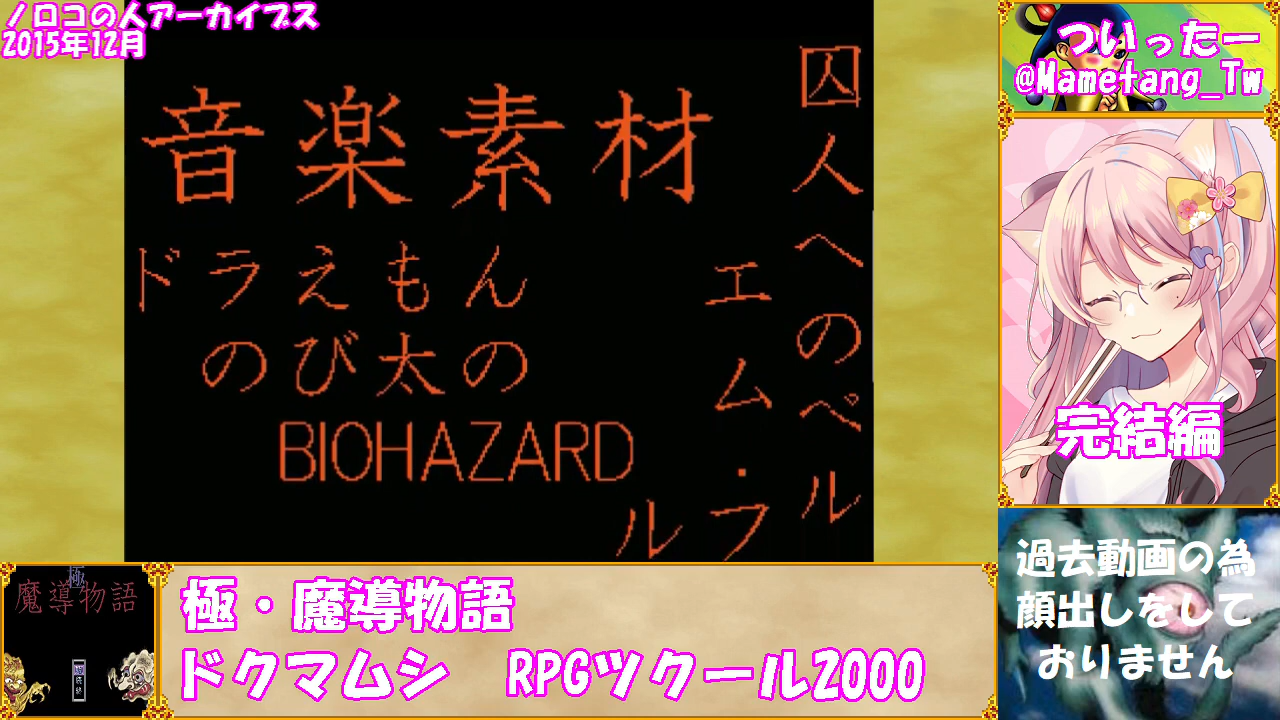 ノロコの人アーカイブス
2015年12月
音楽素材
ドラえもん
のび太の
BIOHAZARD
囚人へのペル
エム・フ
ル
ついったー
@Mametang_Tw
完結編
過去動画の為
顔出しをして
おりません
極
魔導物語
極・魔導物語
ドクマムシ RPGツクール2000